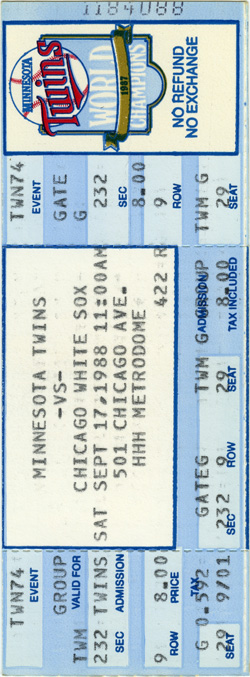 TWN74
EVENT
GROUP
TWM VALID FOR
232 TWINS
SEC ADMISSION
9 8.00
ROW PRICE
TAX
G 0.592
29 9/01
SEAT
MINNESOTA TWINS
-VS-
CHICAGO WHITE SOX
SAT SEPT 17,1988 11:00AM
501 CHICAGO AVE.
HHH METRODOME 422 R
GATEG TWM GROUP
ADMISSION
232 9 29 8.00
SEC ROW SEAT TAX INCLUDED
TWN74
EVENT
GATE
G
232
SEC
8.00
9
ROW
TWM G
29
SEAT
MINNESOTA
Twins
WORLD
1987
CHAMPIONS
NO REFUND
NO EXCHANGE
1184088